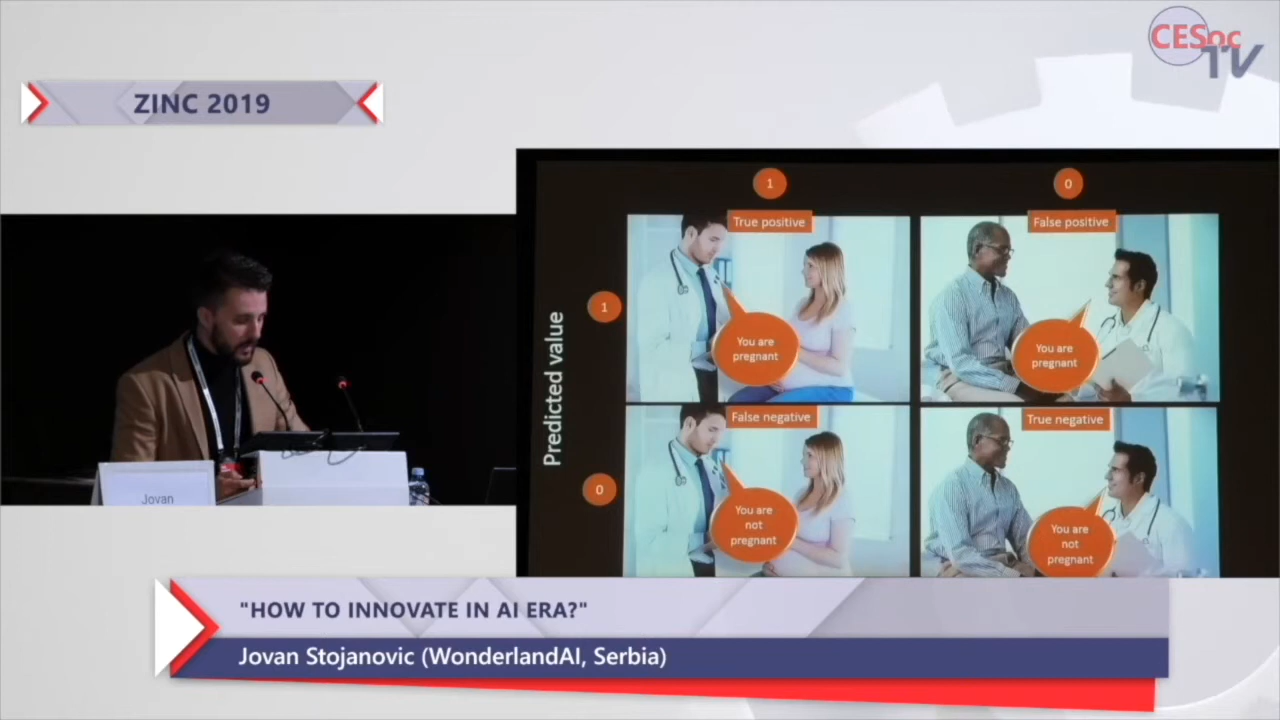 CESoc
TV
ZINC 2019
1
0
True positive
False positive
1
You are
pregnant
You are
pregnant
Predicted value
False negative
True negative
0
You are
not
pregnant
You are
not
pregnant
Jovan
"HOW TO INNOVATE IN AI ERA?"
Jovan Stojanovic (WonderlandAI, Serbia)